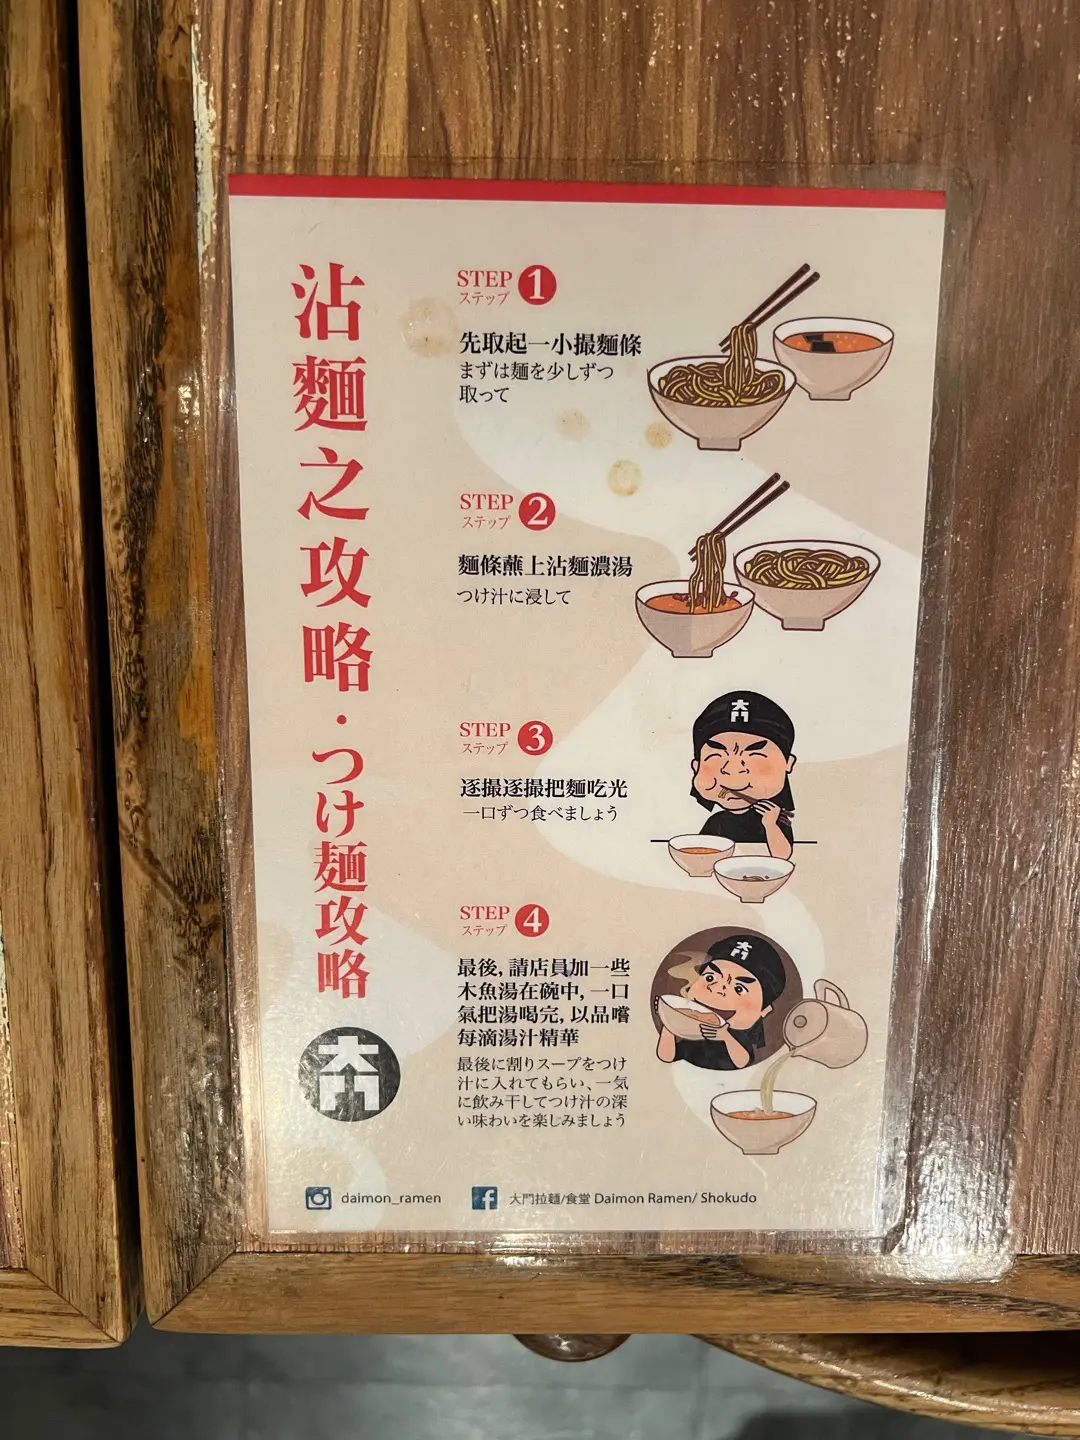 沾麵之攻略・つけ麺攻略
大門
STEP 1
ステップ
先取起一小撮麵條
まずは麺を少しずつ
取って
STEP 2
ステップ
麵條蘸上沾麵濃湯
つけ汁に浸して
STEP 3
ステップ
逐撮逐撮把麵吃光
一口ずつ食べましょう
大門
STEP 4
ステップ
最後, 請店員加一些
木魚湯在碗中, 一口
氣把湯喝完, 以品嚐
每滴湯汁精華
最後に割りスープをつけ
汁に入れてもらい、一気
に飲み干してつけ汁の深
い味わいを楽しみましょう
大門
daimon_ramen
大門拉麵/食堂 Daimon Ramen/ Shokudo